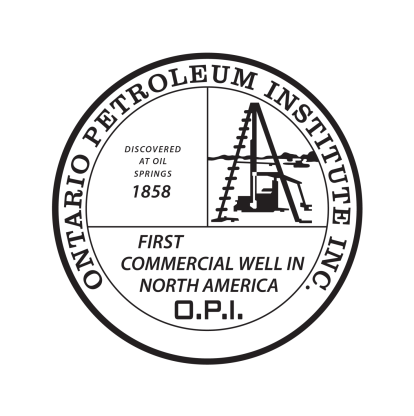 ONTARIO PETROLEUM INSTITUTE INC.
DISCOVERED
AT OIL
SPRINGS
1858
FIRST
COMMERCIAL WELL IN
NORTH AMERICA
O.P.I.